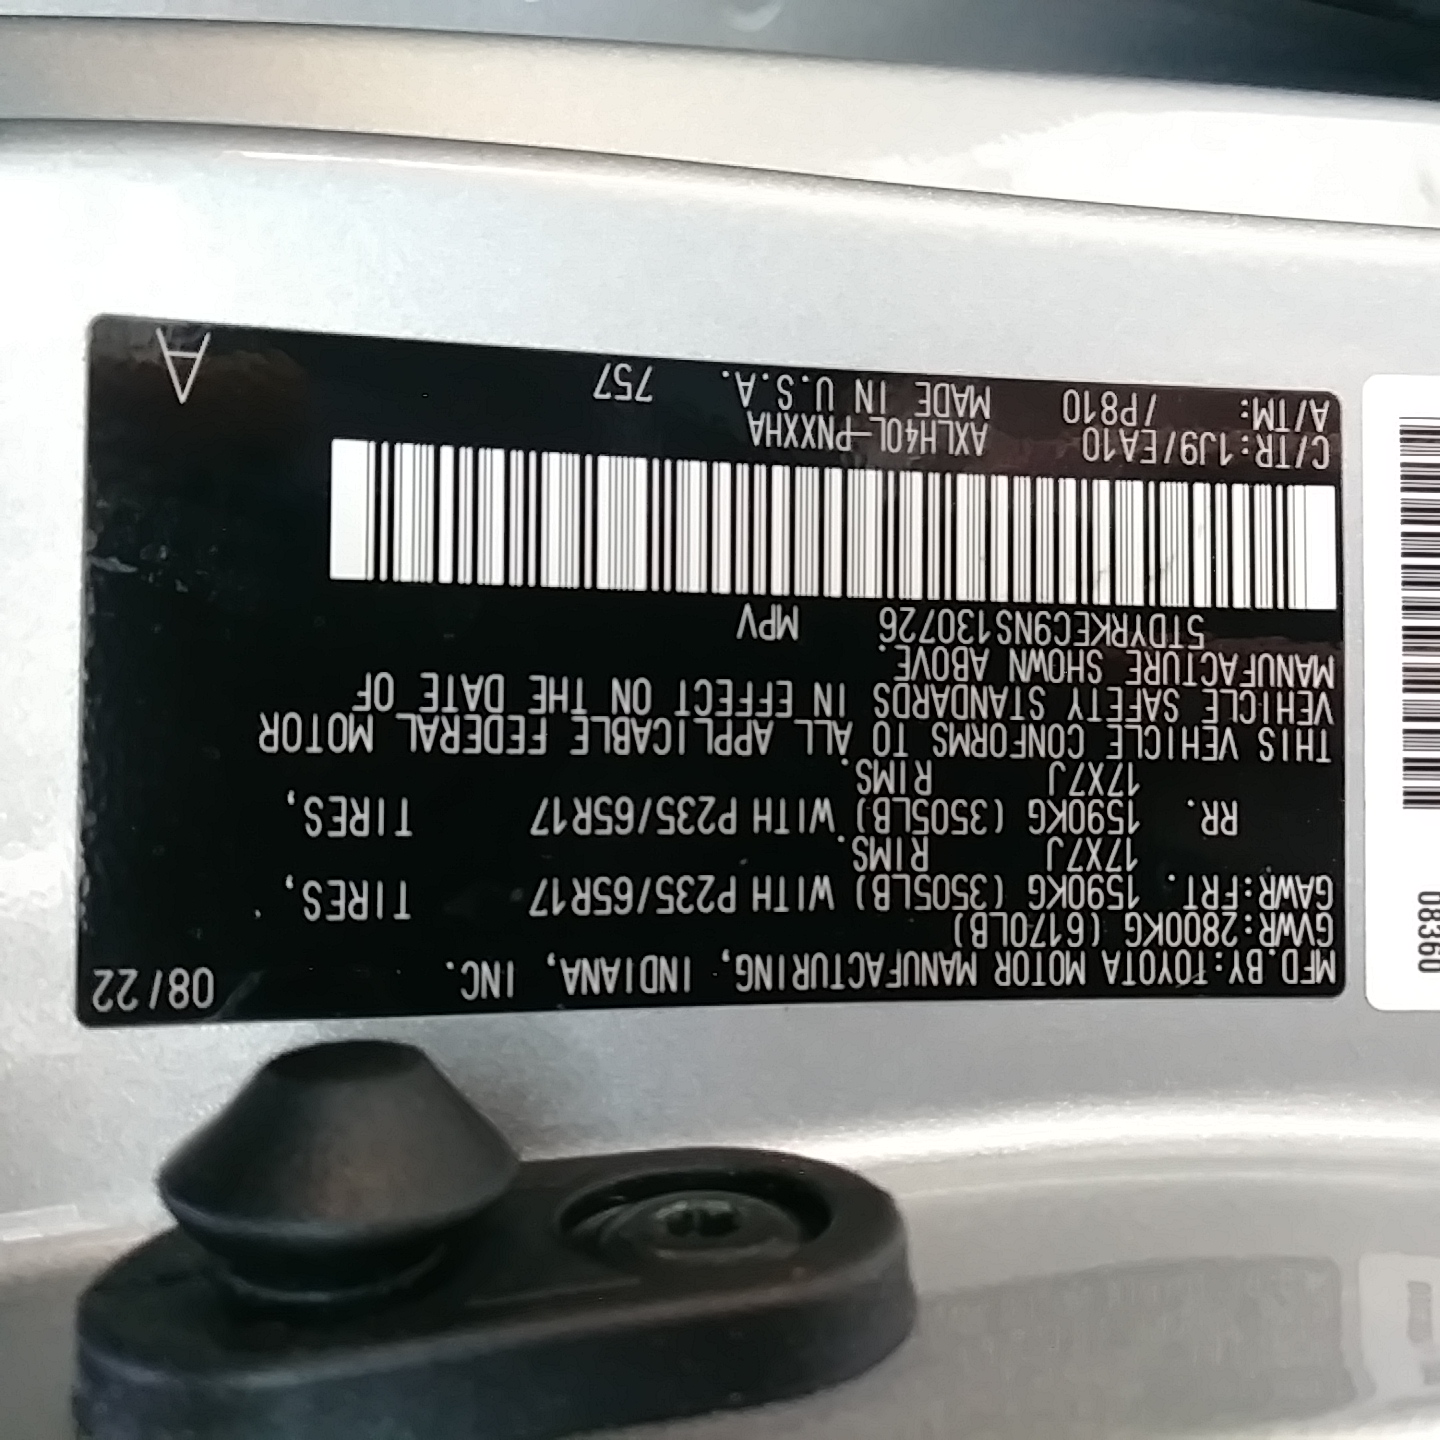 MFD.BY:TOYOTA MOTOR MANUFACTURING, INDIANA, INC. 08/22
GVWR:2800KG (6170LB)
GAWR:FRT. 1590KG (3505LB) WITH P235/65R17 TIRES,
17X7J RIMS.
RR. 1590KG (3505LB) WITH P235/65R17 TIRES,
17X7J RIMS.
THIS VEHICLE CONFORMS TO ALL APPLICABLE FEDERAL MOTOR
VEHICLE SAFETY STANDARDS IN EFFECT ON THE DATE OF
MANUFACTURE SHOWN ABOVE.
5TDYRKEC9NS130726 MPV
C/TR:1J9/EA10 AXLH40L-PNXXHA
A/TM: /P810 MADE IN U.S.A. 757
A
08360